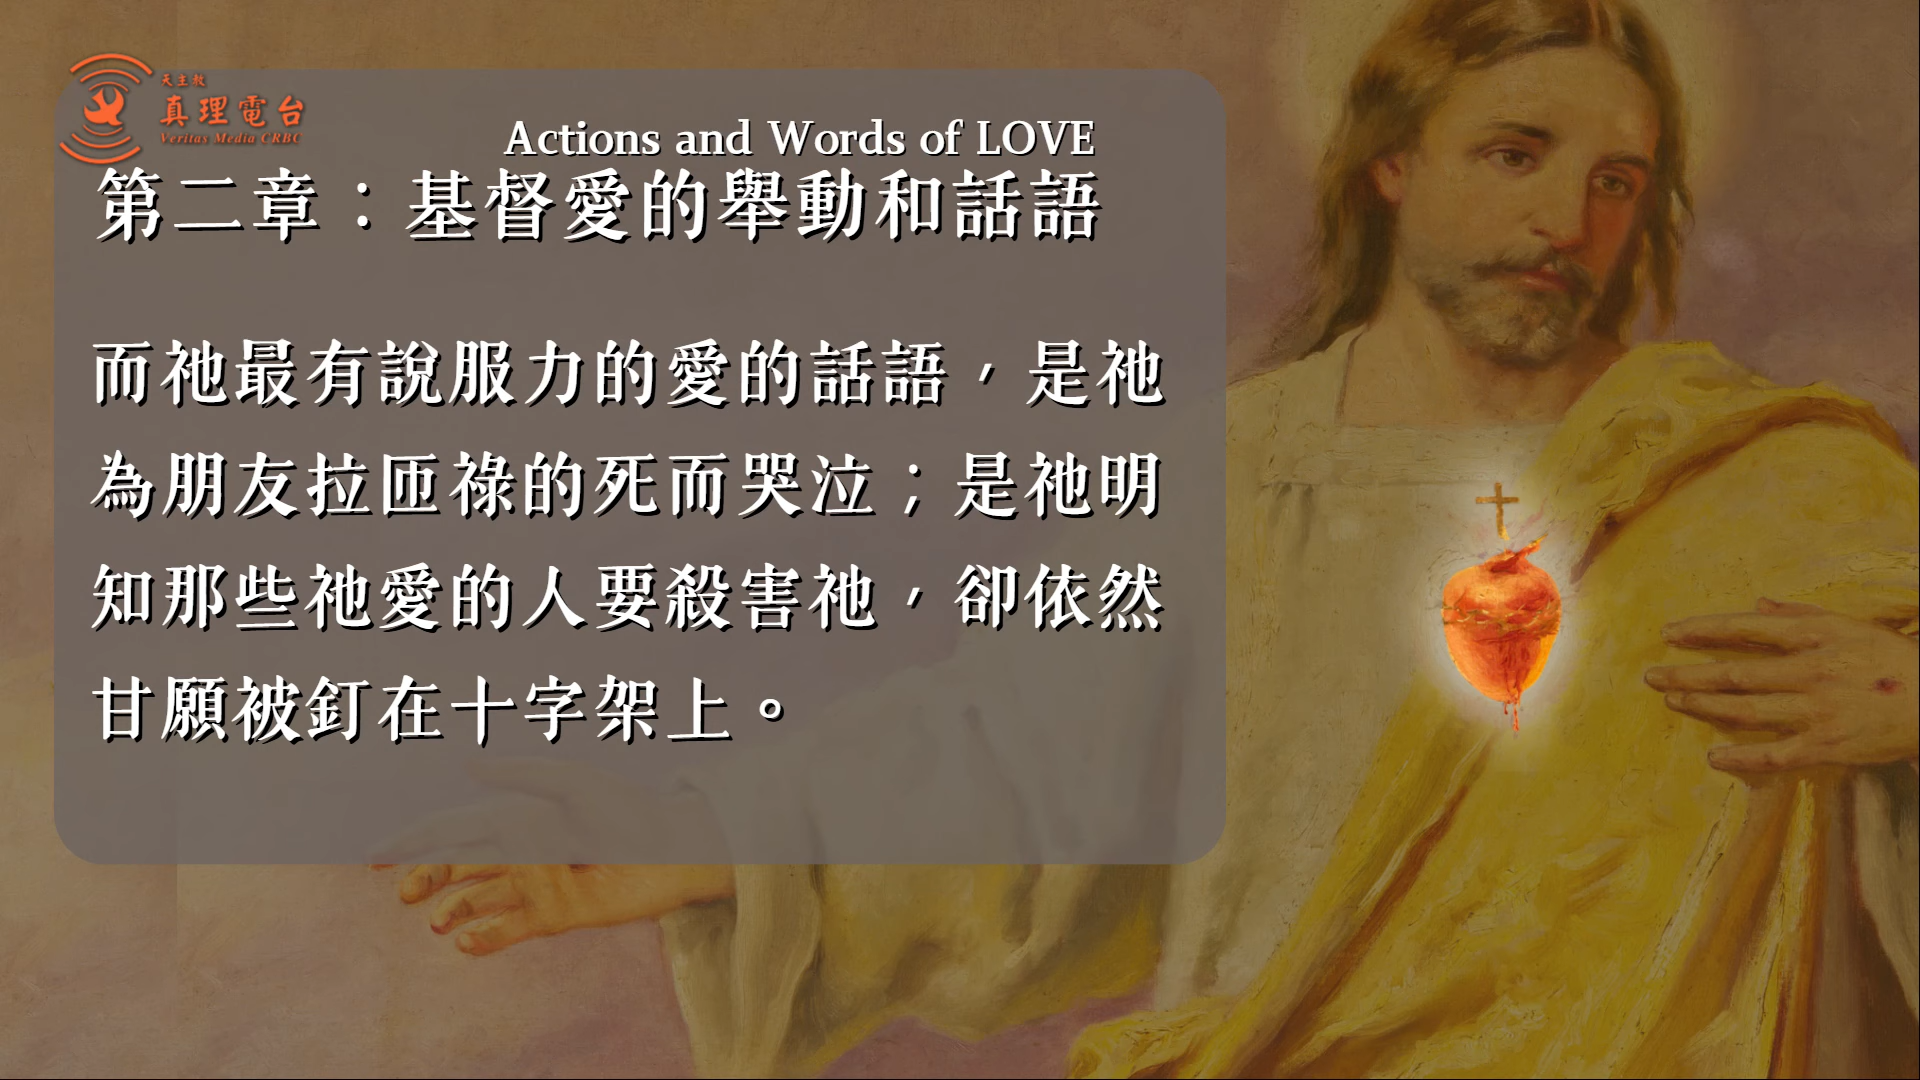 天主教
真理電台
Veritas Media CRBC
Actions and Words of LOVE
第二章：基督愛的舉動和話語
而祂最有說服力的愛的話語，是祂
為朋友拉匝祿的死而哭泣；是祂明
知那些祂愛的人要殺害祂，卻依然
甘願被釘在十字架上。